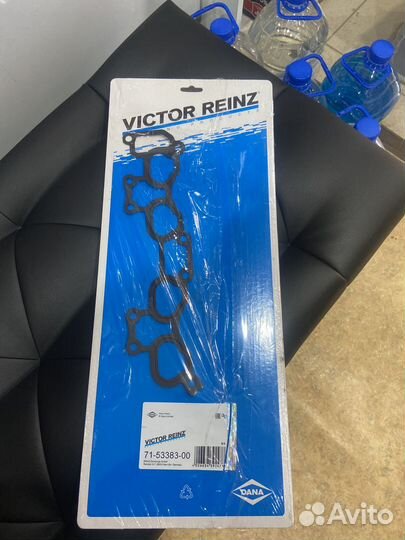 VICTOR REINZ
VICTOR REINZ
71-53383-00
DANA
Avito